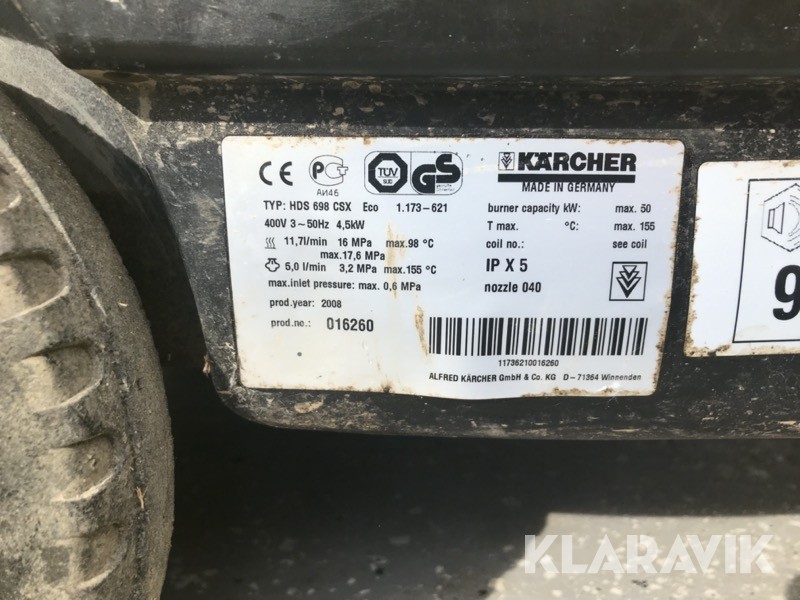 CE PC АИ46 TÜV SÜD GS KÄRCHER
MADE IN GERMANY
TYP: HDS 698 CSX Eco 1.173-621
400V 3~50Hz 4,5kW
11,7l/min 16 MPa max.98 °C
max.17,6 MPa
5,0 l/min 3,2 MPa max.155 °C
max.inlet pressure: max. 0,6 MPa
prod.year: 2008
prod.no.: 016260
burner capacity kW: max. 50
T max. °C: max. 155
coil no.: see coil
IP X 5
nozzle 040
11736210016260
ALFRED KÄRCHER GmbH & Co. KG D-71364 Winnenden
9
KLARAVIK